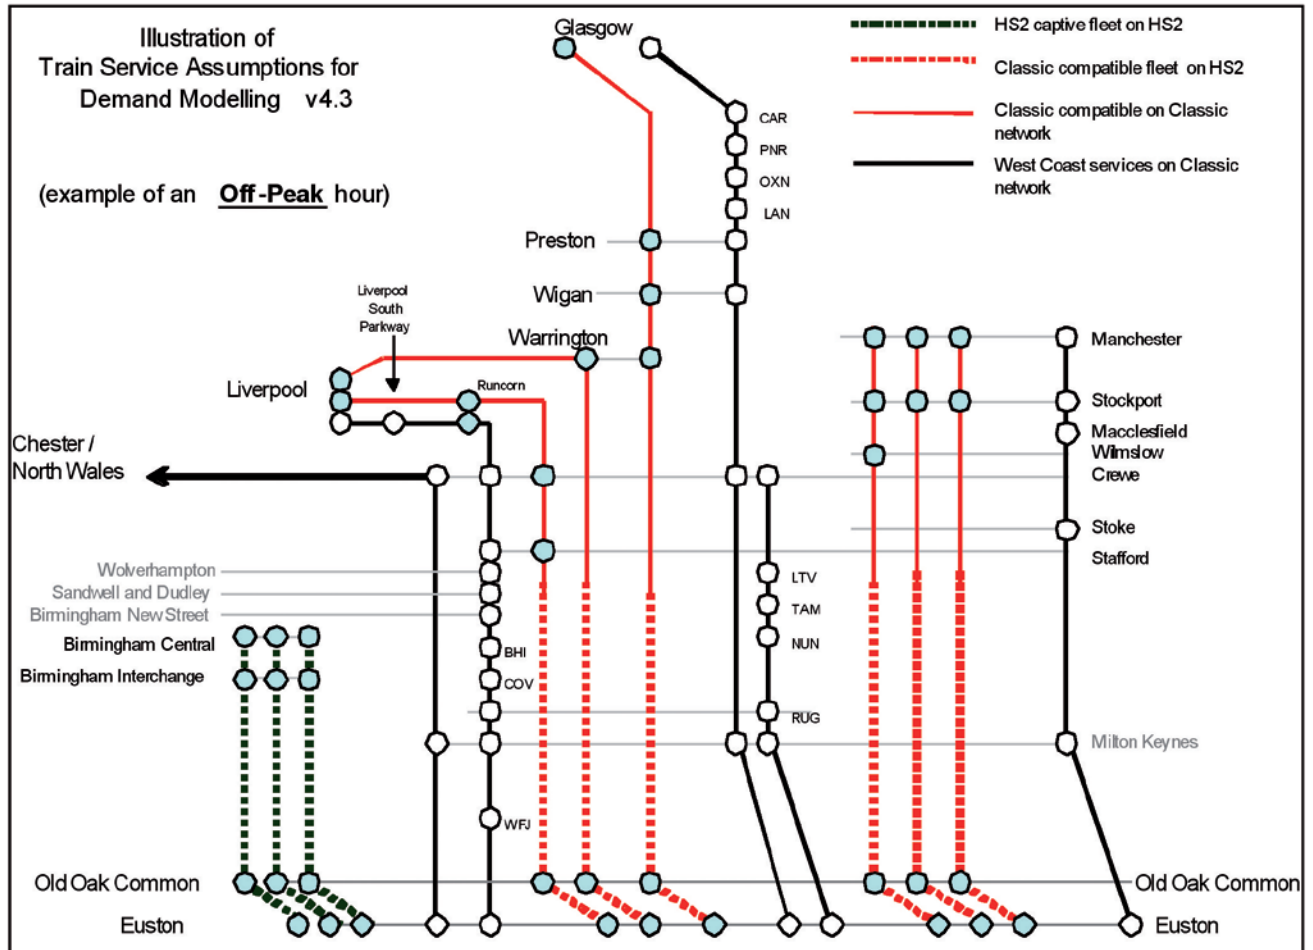 Illustration of
Train Service Assumptions for
Demand Modelling v4.3
(example of an Off-Peak hour)
Glasgow
HS2 captive fleet on HS2
Classic compatible fleet on HS2
Classic compatible on Classic
network
West Coast services on Classic
network
CAR
PNR
OXN
LAN
Preston
Wigan
Warrington
Liverpool
South
Parkway
Liverpool
Runcorn
Chester /
North Wales
Manchester
Stockport
Macclesfield
Wilmslow
Crewe
Stoke
Stafford
Wolverhampton
Sandwell and Dudley
Birmingham New Street
Birmingham Central
Birmingham Interchange
LTV
TAM
NUN
BHI
COV
RUG
Milton Keynes
WFJ
Old Oak Common
Old Oak Common
Euston
Euston